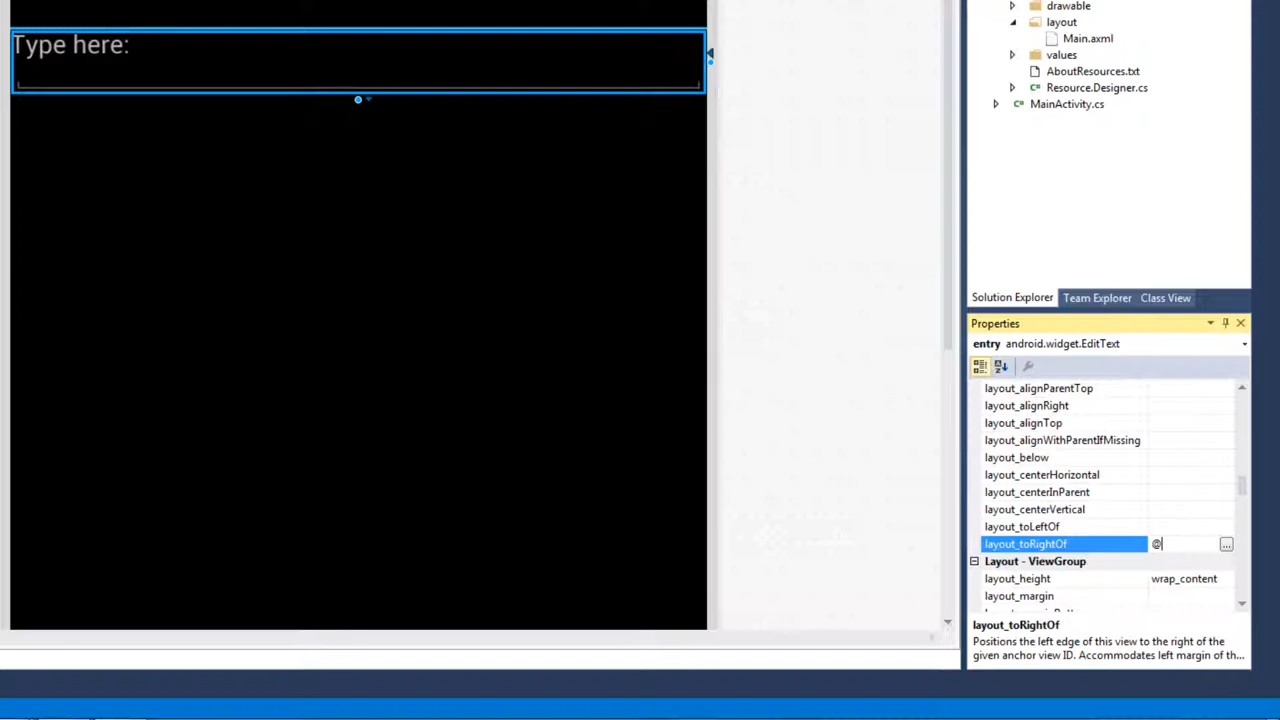 drawable
layout
Main.axml
values
AboutResources.txt
Resource.Designer.cs
MainActivity.cs
Type here:
Solution Explorer Team Explorer Class View
Properties
entry android.widget.EditText
layout_alignParentTop
layout_alignRight
layout_alignTop
layout_alignWithParentIfMissing
layout_below
layout_centerHorizontal
layout_centerInParent
layout_centerVertical
layout_toLeftOf
layout_toRightOf @ ...
Layout - ViewGroup
layout_height wrap_content
layout_margin
layout_toRightOf
Positions the left edge of this view to the right of the
given anchor view ID. Accommodates left margin of th...